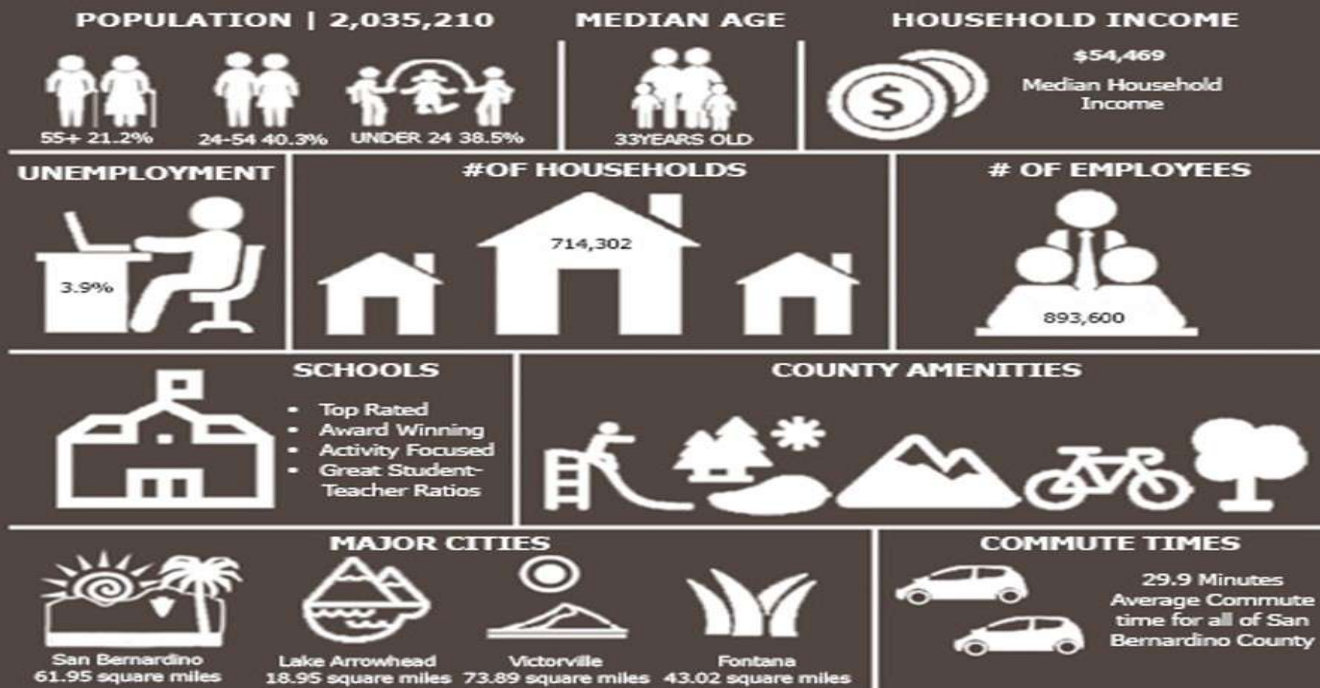 POPULATION | 2,035,210
55+ 21.2%
24-54 40.3%
UNDER 24 38.5%
MEDIAN AGE
33YEARS OLD
HOUSEHOLD INCOME
$54,469
Median Household
Income
$
UNEMPLOYMENT
3.9%
#OF HOUSEHOLDS
714,302
# OF EMPLOYEES
893,600
SCHOOLS
• Top Rated
• Award Winning
• Activity Focused
• Great Student-
Teacher Ratios
COUNTY AMENITIES
MAJOR CITIES
San Bernardino
61.95 square miles
Lake Arrowhead
18.95 square miles
Victorville
73.89 square miles
Fontana
43.02 square miles
COMMUTE TIMES
29.9 Minutes
Average Commute
time for all of San
Bernardino County